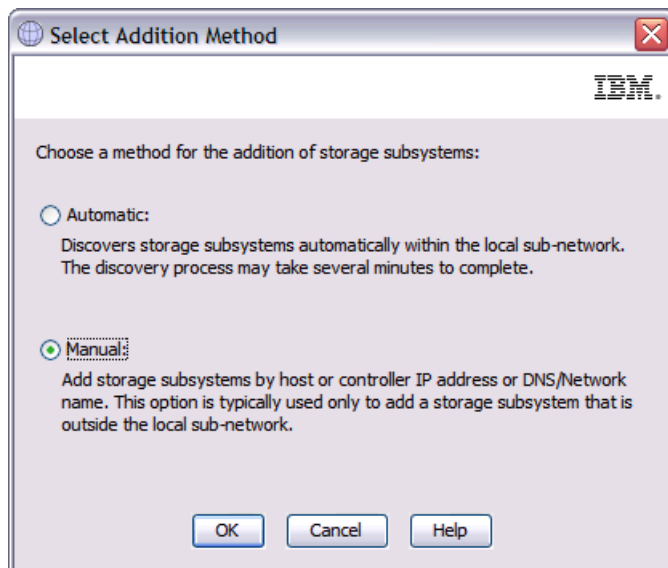 Select Addition Method
IBM.
Choose a method for the addition of storage subsystems:
Automatic:
Discovers storage subsystems automatically within the local sub-network.
The discovery process may take several minutes to complete.
Manual:
Add storage subsystems by host or controller IP address or DNS/Network
name. This option is typically used only to add a storage subsystem that is
outside the local sub-network.
OK Cancel Help